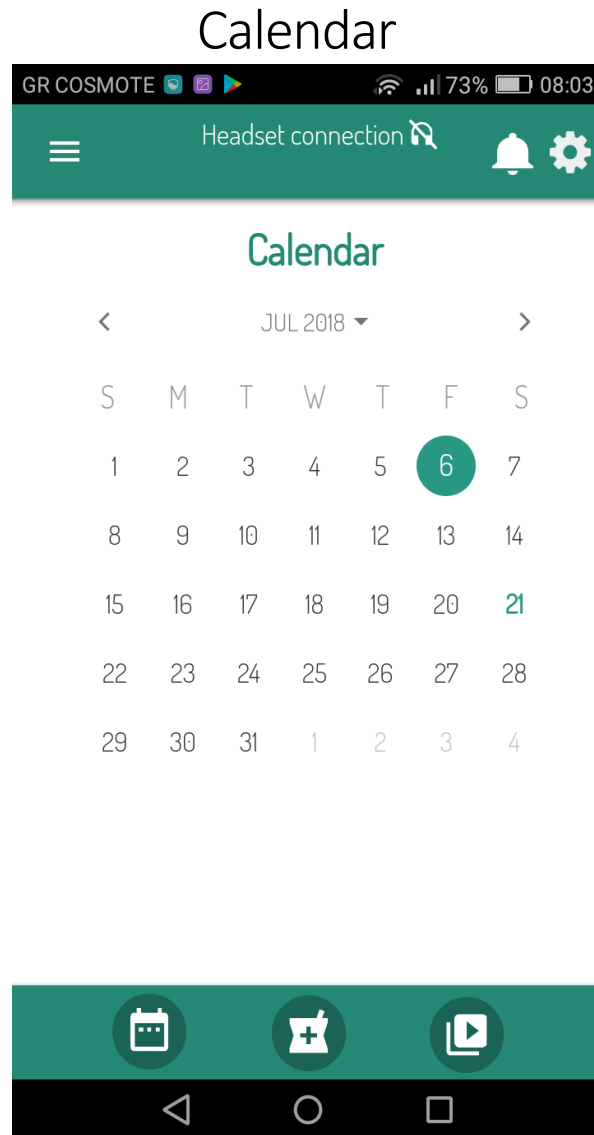 Calendar
GR COSMOTE 73% 08:03
Headset connection
Calendar
JUL 2018
S M T W T F S
1 2 3 4 5 6 7
8 9 10 11 12 13 14
15 16 17 18 19 20 21
22 23 24 25 26 27 28
29 30 31 1 2 3 4